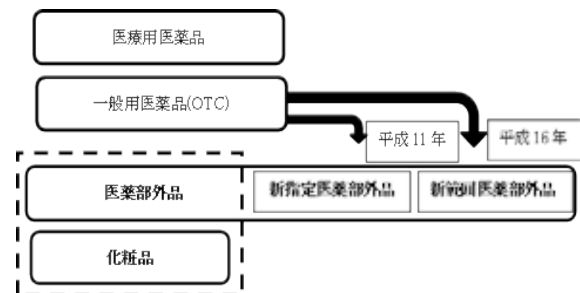 医療用医薬品
一般用医薬品(OTC)
平成11年
平成16年
医薬部外品
新指定医薬部外品
新範囲医薬部外品
化粧品